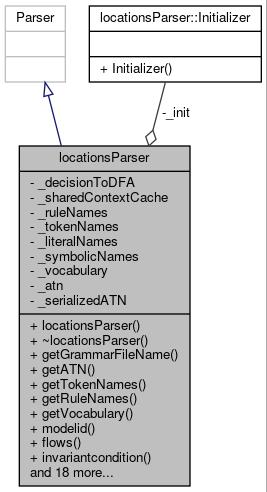 Parser
locationsParser::Initializer
+ Initializer()
-_init
locationsParser
- _decisionToDFA
- _sharedContextCache
- _ruleNames
- _tokenNames
- _literalNames
- _symbolicNames
- _vocabulary
- _atn
- _serializedATN
+ locationsParser()
+ ~locationsParser()
+ getGrammarFileName()
+ getATN()
+ getTokenNames()
+ getRuleNames()
+ getVocabulary()
+ modelid()
+ flows()
+ invariantcondition()
and 18 more...